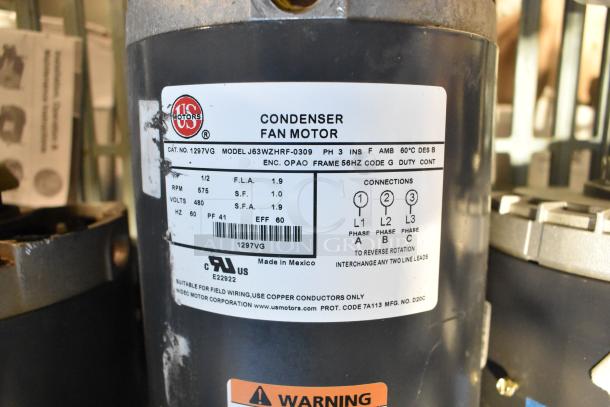 US
MOTORS
®
CONDENSER
FAN MOTOR
CAT. NO. 1297VG MODEL J63WZHRF-0309 PH 3 INS F AMB 60°C DES B
ENC. OPAO FRAME 56HZ CODE G DUTY CONT
1/2 F.L.A. 1.9
RPM 575 S.F. 1.0
VOLTS 480 S.F.A. 1.9
HZ 60 PF 41 EFF 60
1297VG
CONNECTIONS
1 2 3
L1 L2 L3
PHASE PHASE PHASE
A B C
TO REVERSE ROTATION
INTERCHANGE ANY TWO LINE LEADS
C RU US
E22922
Made in Mexico
SUITABLE FOR FIELD WIRING, USE COPPER CONDUCTORS ONLY
NIDEC MOTOR CORPORATION www.usmotors.com PROT. CODE 7A113 MFG. NO. D20C
WARNING
Installation, Operation &